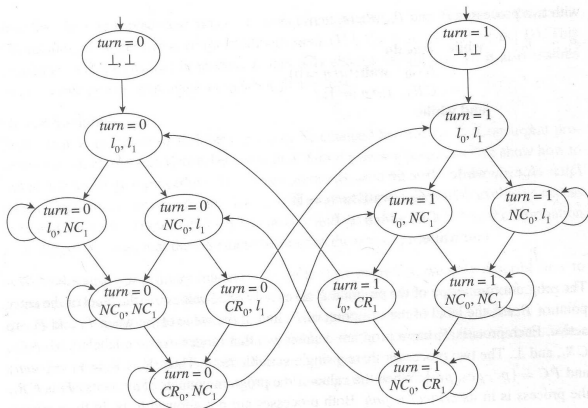 turn = 0
⊥, ⊥
turn = 1
⊥, ⊥
turn = 0
l₀, l₁
turn = 1
l₀, l₁
turn = 0
l₀, NC₁
turn = 0
NC₀, l₁
turn = 1
l₀, NC₁
turn = 1
NC₀, l₁
turn = 0
NC₀, NC₁
turn = 0
CR₀, l₁
turn = 1
l₀, CR₁
turn = 1
NC₀, NC₁
turn = 0
CR₀, NC₁
turn = 1
NC₀, CR₁